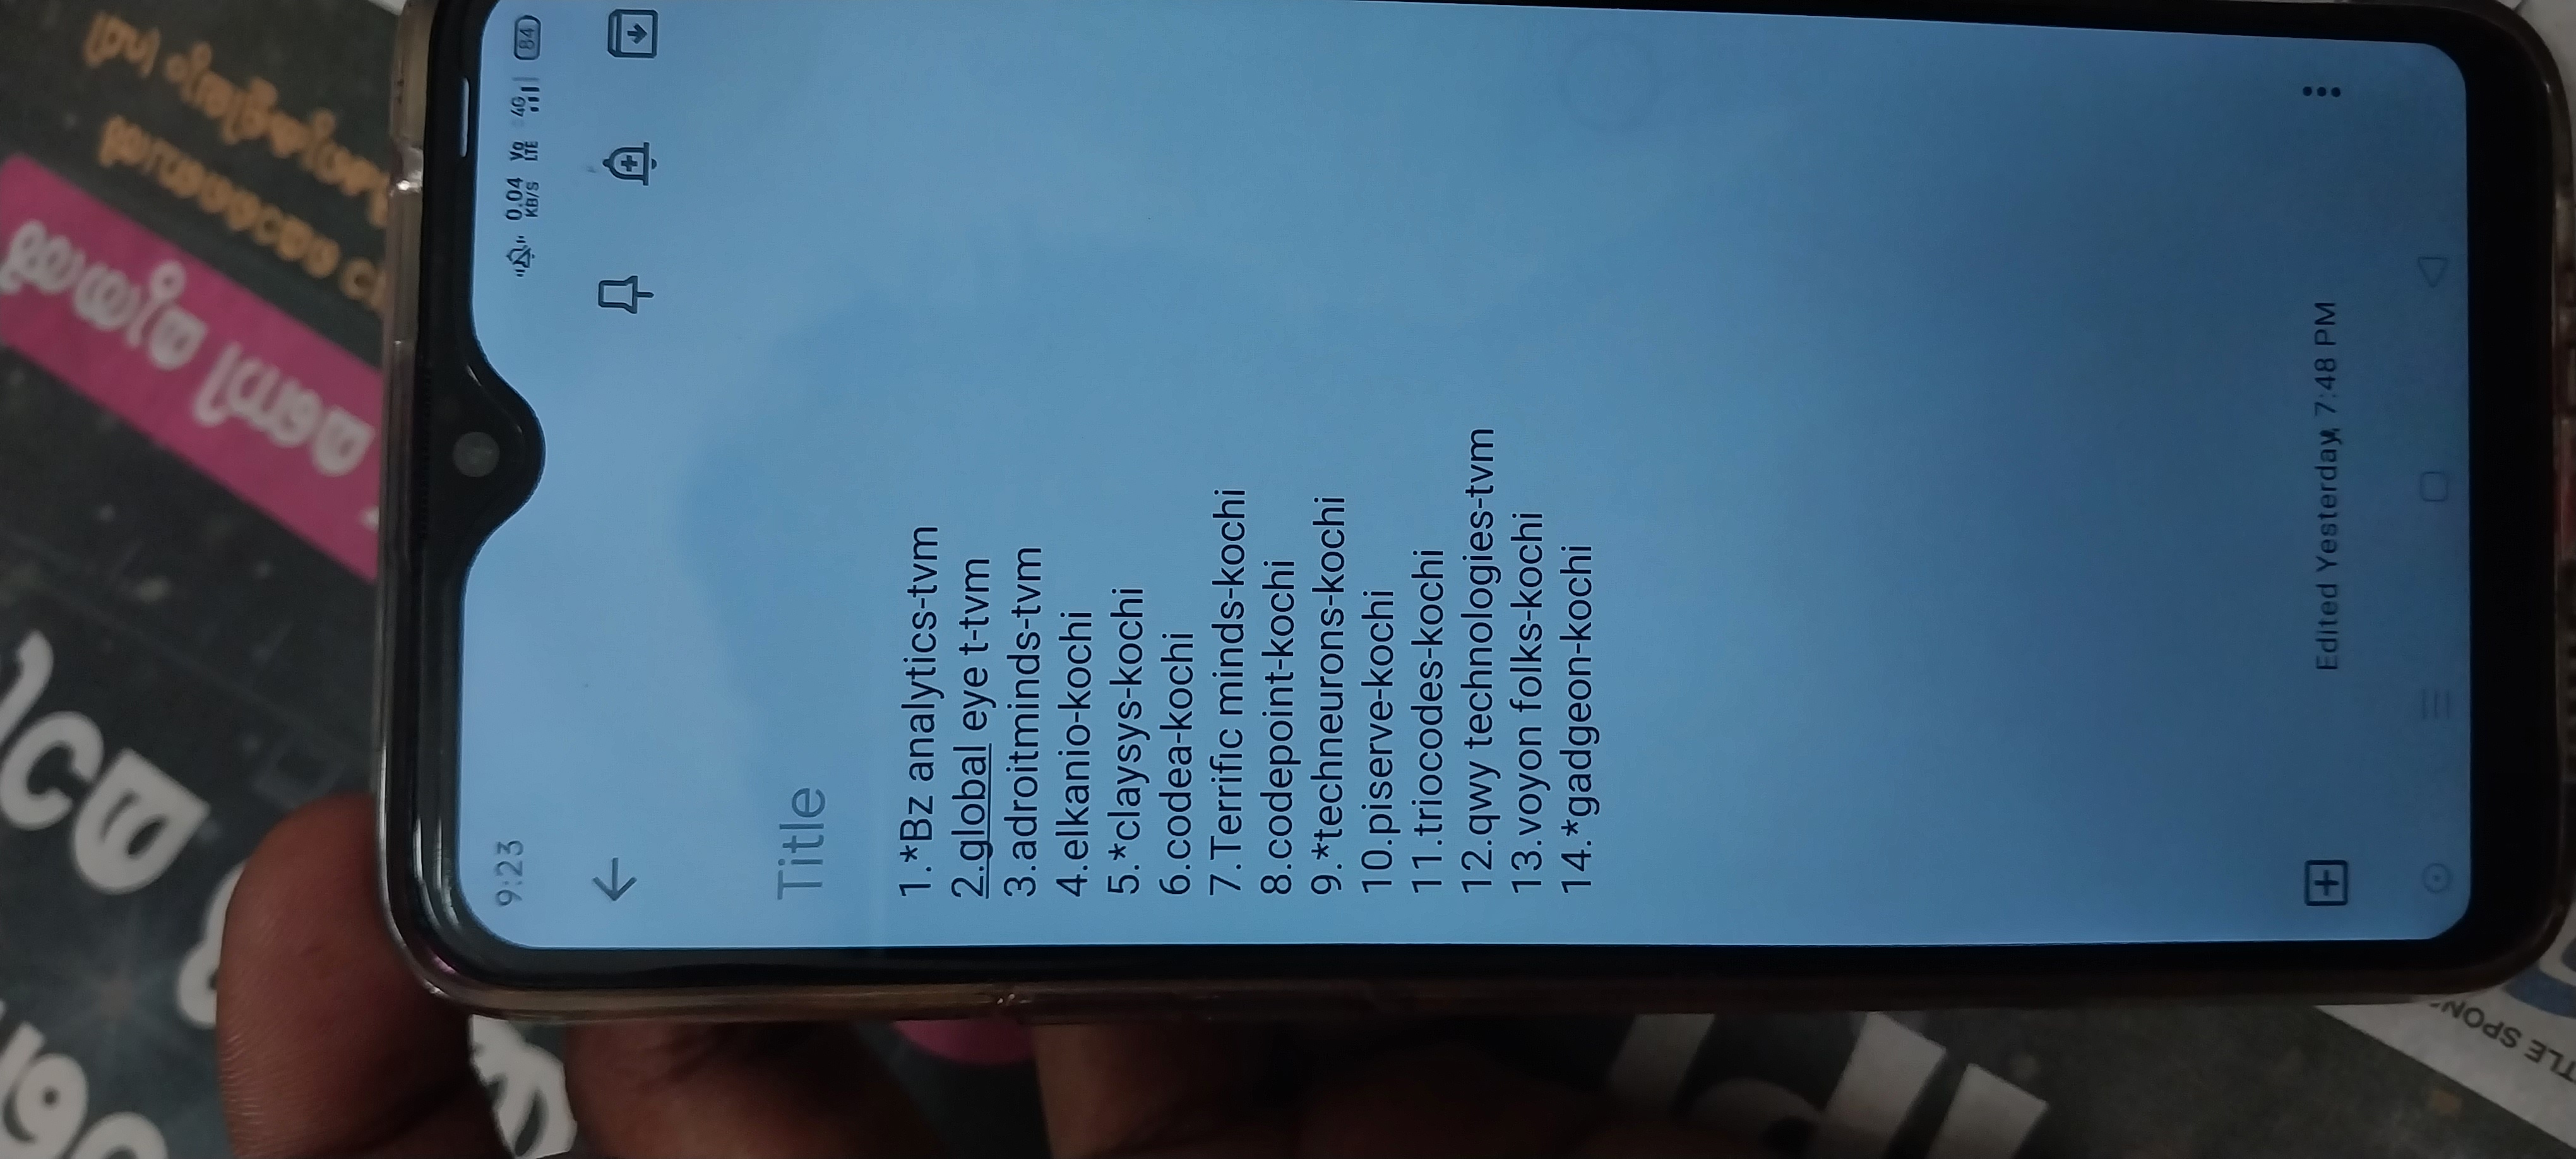 മണി മുതൽ
9:23
0.04
KB/S
Vo
LTE
4G
84
Title
1.*Bz analytics-tvm
2.global eye t-tvm
3.adroitminds-tvm
4.elkanio-kochi
5.*claysys-kochi
6.codea-kochi
7.Terrific minds-kochi
8.codepoint-kochi
9.*techneurons-kochi
10.piserve-kochi
11.triocodes-kochi
12.qwy technologies-tvm
13.voyon folks-kochi
14.*gadgeon-kochi
Edited Yesterday, 7:48 PM